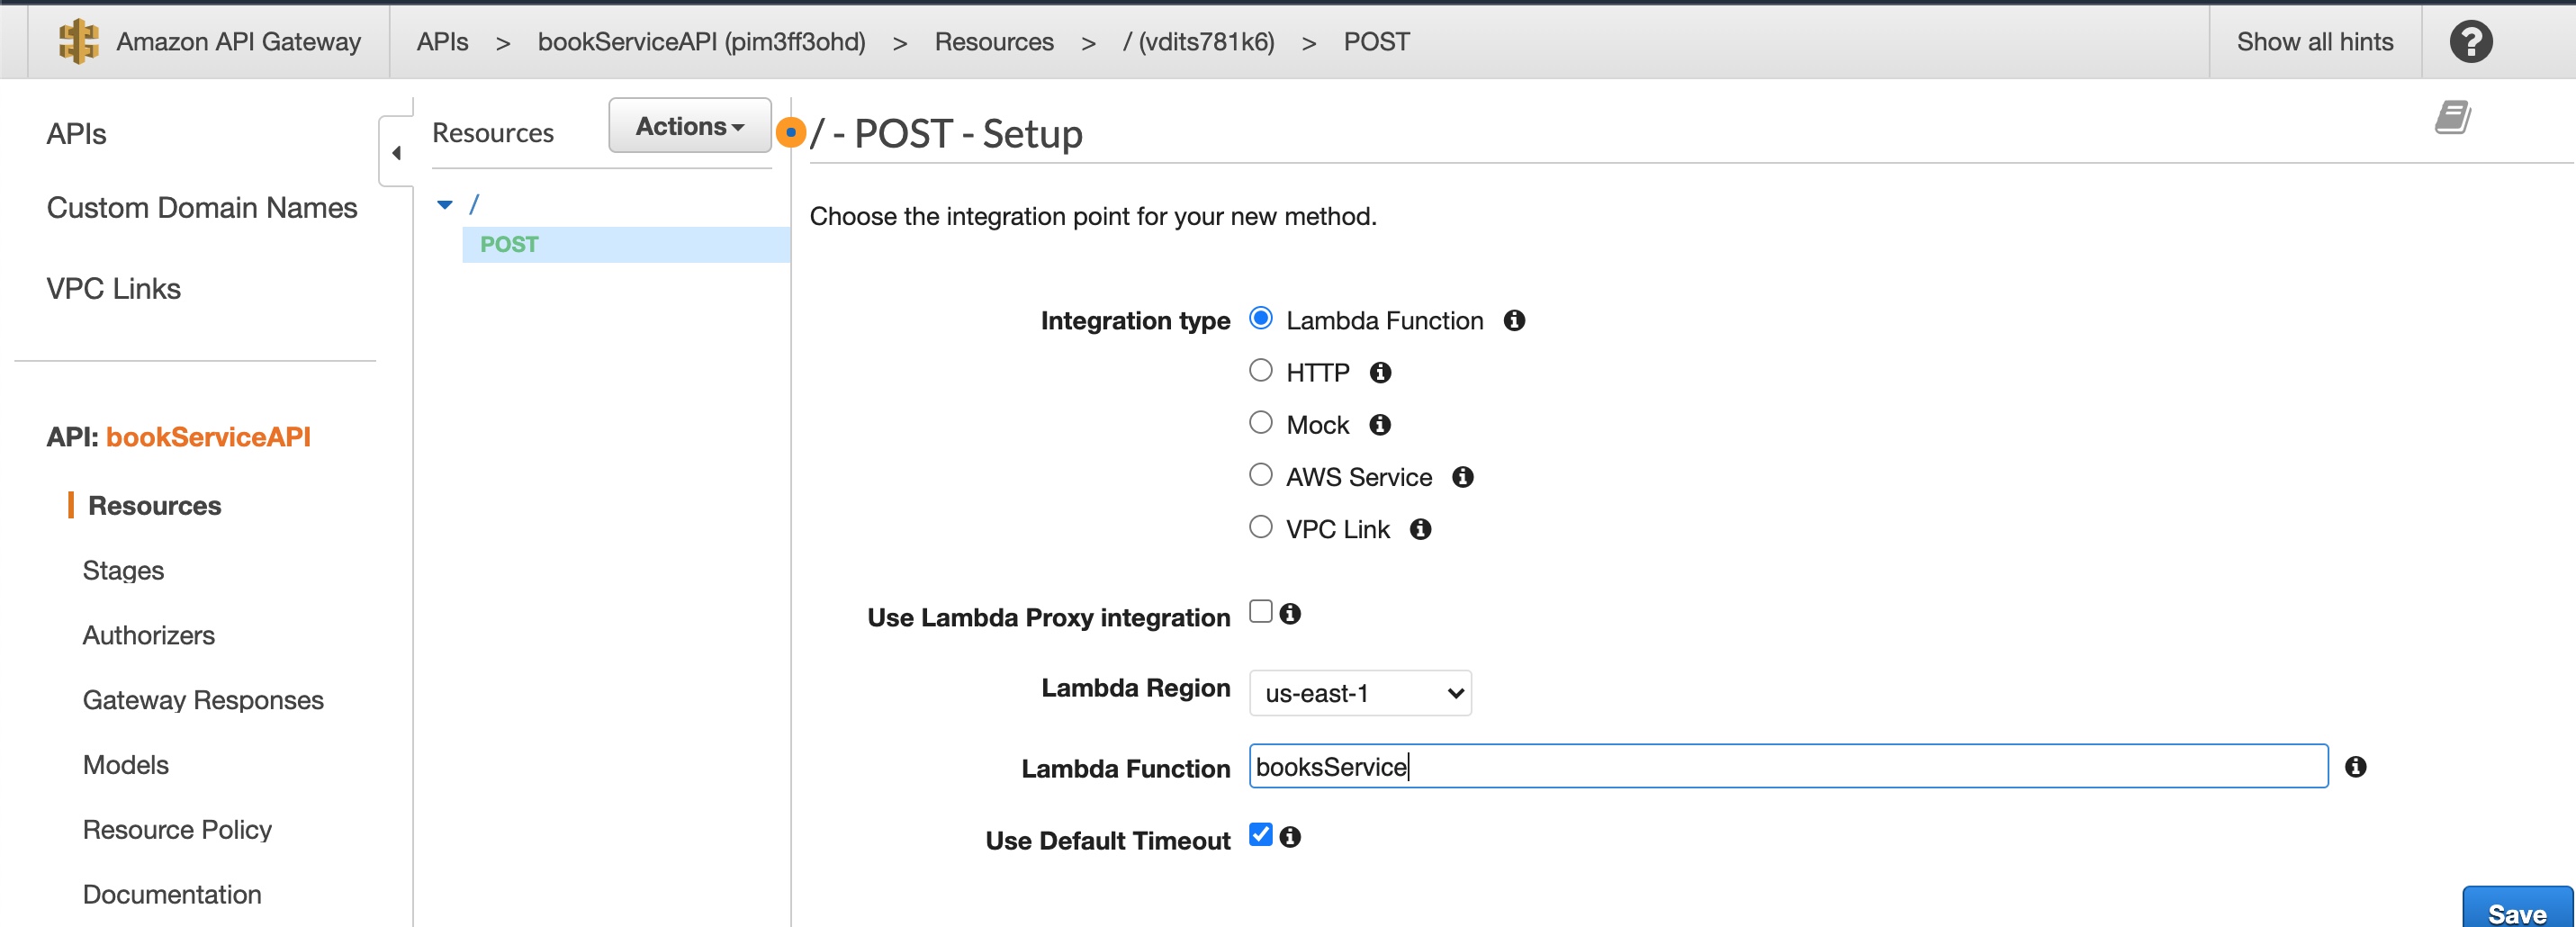 Amazon API Gateway
APIs > bookServiceAPI (pim3ff3ohd) > Resources > / (vdits781k6) > POST
Show all hints
?
APIs
Custom Domain Names
VPC Links
API: bookServiceAPI
Resources
Stages
Authorizers
Gateway Responses
Models
Resource Policy
Documentation
Resources
Actions
/
POST
/ - POST - Setup
Choose the integration point for your new method.
Integration type
Lambda Function
HTTP
Mock
AWS Service
VPC Link
Use Lambda Proxy integration
Lambda Region us-east-1
Lambda Function booksService
Use Default Timeout
Save